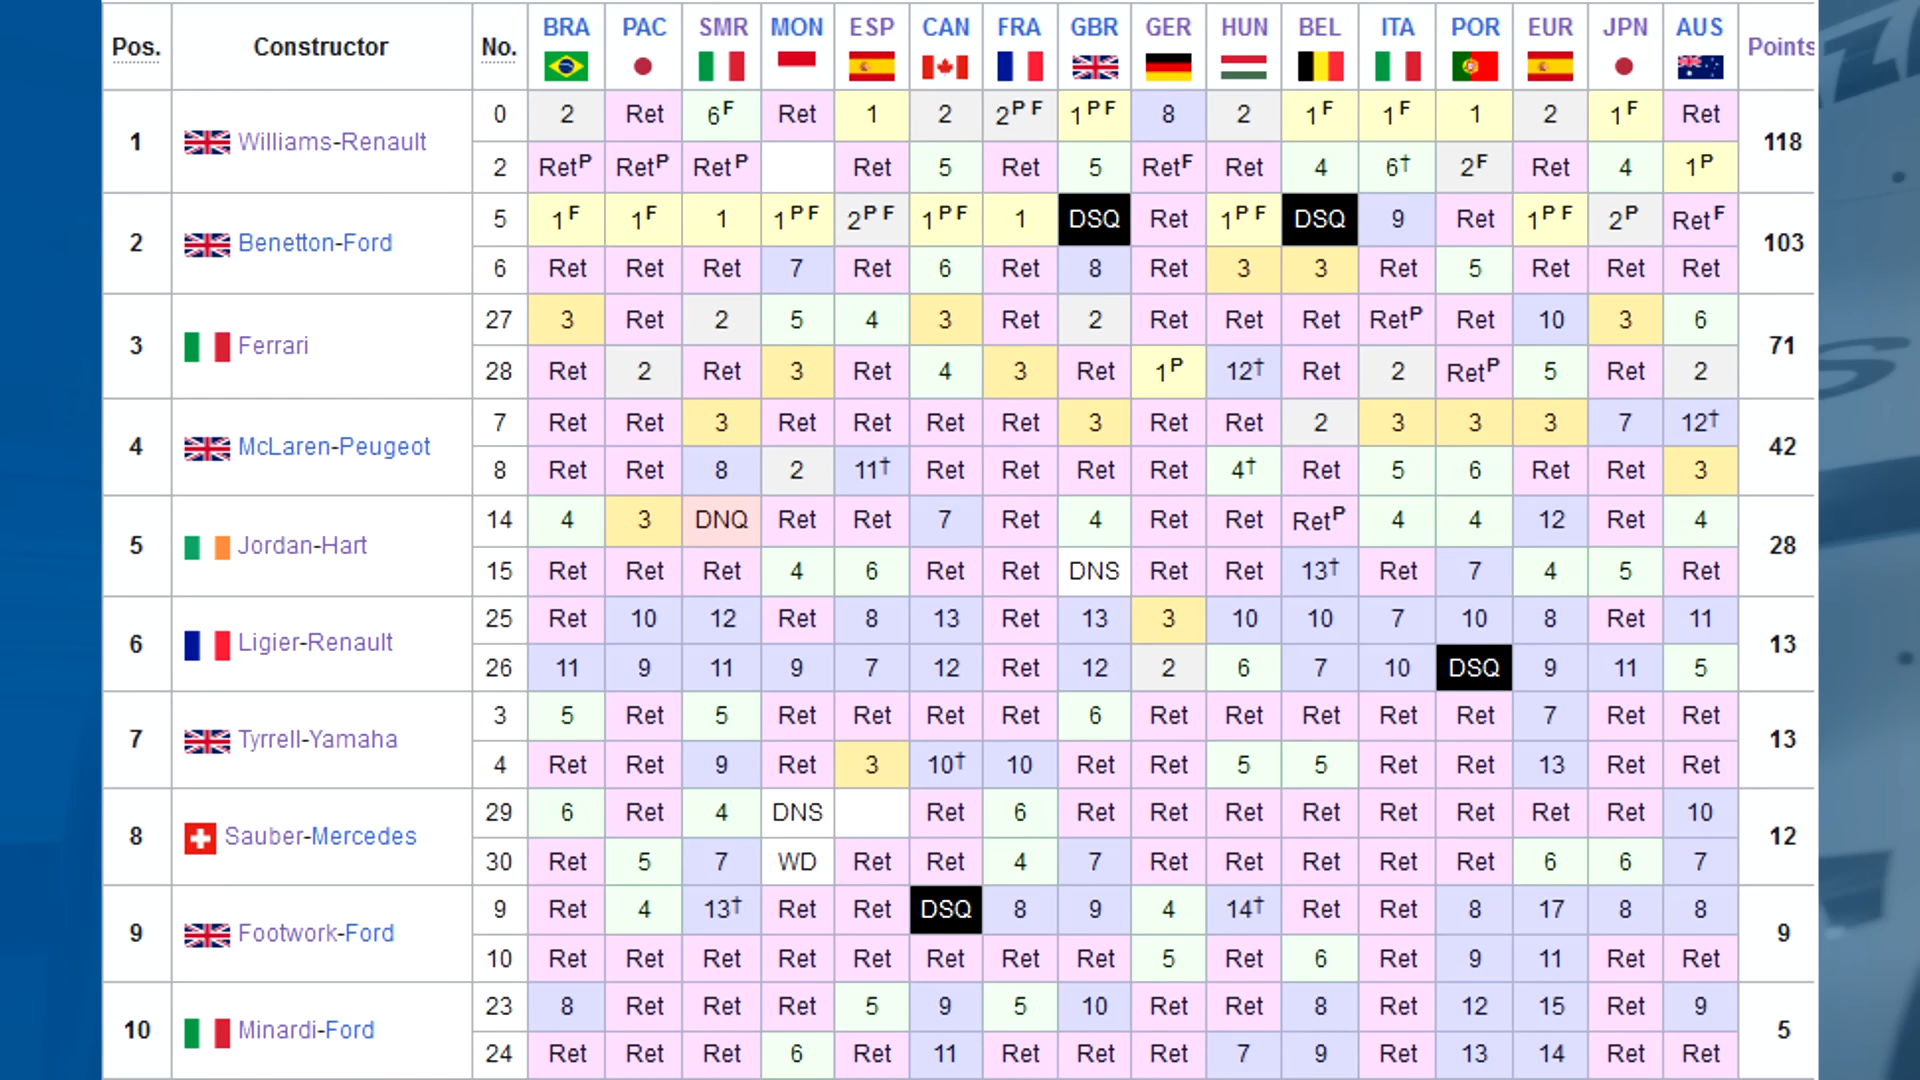 Pos. Constructor No. BRA PAC SMR MON ESP CAN FRA GBR GER HUN BEL ITA POR EUR JPN AUS Points
1 Williams-Renault 0 2 Ret 6F Ret 1 2 2P F 1P F 8 2 1F 1F 1 2 1F Ret 118
2 RetP RetP RetP Ret 5 Ret 5 RetF Ret 4 6† 2F Ret 4 1P
2 Benetton-Ford 5 1F 1F 1 1P F 2P F 1P F 1 DSQ Ret 1P F DSQ 9 Ret 1P F 2P RetF 103
6 Ret Ret Ret 7 Ret 6 Ret 8 Ret 3 3 Ret 5 Ret Ret Ret
3 Ferrari 27 3 Ret 2 5 4 3 Ret 2 Ret Ret Ret RetP Ret 10 3 6 71
28 Ret 2 Ret 3 Ret 4 3 Ret 1P 12† Ret 2 RetP 5 Ret 2
4 McLaren-Peugeot 7 Ret Ret 3 Ret Ret Ret Ret 3 Ret Ret 2 3 3 3 7 12† 42
8 Ret Ret 8 2 11† Ret Ret Ret Ret 4† Ret 5 6 Ret Ret 3
5 Jordan-Hart 14 4 3 DNQ Ret Ret 7 Ret 4 Ret Ret RetP 4 4 12 Ret 4 28
15 Ret Ret Ret 4 6 Ret Ret DNS Ret Ret 13† Ret 7 4 5 Ret
6 Ligier-Renault 25 Ret 10 12 Ret 8 13 Ret 13 3 10 10 7 10 8 Ret 11 13
26 11 9 11 9 7 12 Ret 12 2 6 7 10 DSQ 9 11 5
7 Tyrrell-Yamaha 3 5 Ret 5 Ret Ret Ret Ret 6 Ret Ret Ret Ret Ret 7 Ret Ret 13
4 Ret Ret 9 Ret 3 10† 10 Ret Ret 5 5 Ret Ret 13 Ret Ret
8 Sauber-Mercedes 29 6 Ret 4 DNS Ret 6 Ret Ret Ret Ret Ret Ret Ret Ret 10 12
30 Ret 5 7 WD Ret Ret 4 7 Ret Ret Ret Ret Ret 6 6 7
9 Footwork-Ford 9 Ret 4 13† Ret Ret DSQ 8 9 4 14† Ret Ret 8 17 8 8 9
10 Ret Ret Ret Ret Ret Ret Ret Ret 5 Ret 6 Ret 9 11 Ret Ret
10 Minardi-Ford 23 8 Ret Ret Ret 5 9 5 10 Ret Ret 8 Ret 12 15 Ret 9 5
24 Ret Ret Ret 6 Ret 11 Ret Ret Ret 7 9 Ret 13 14 Ret Ret